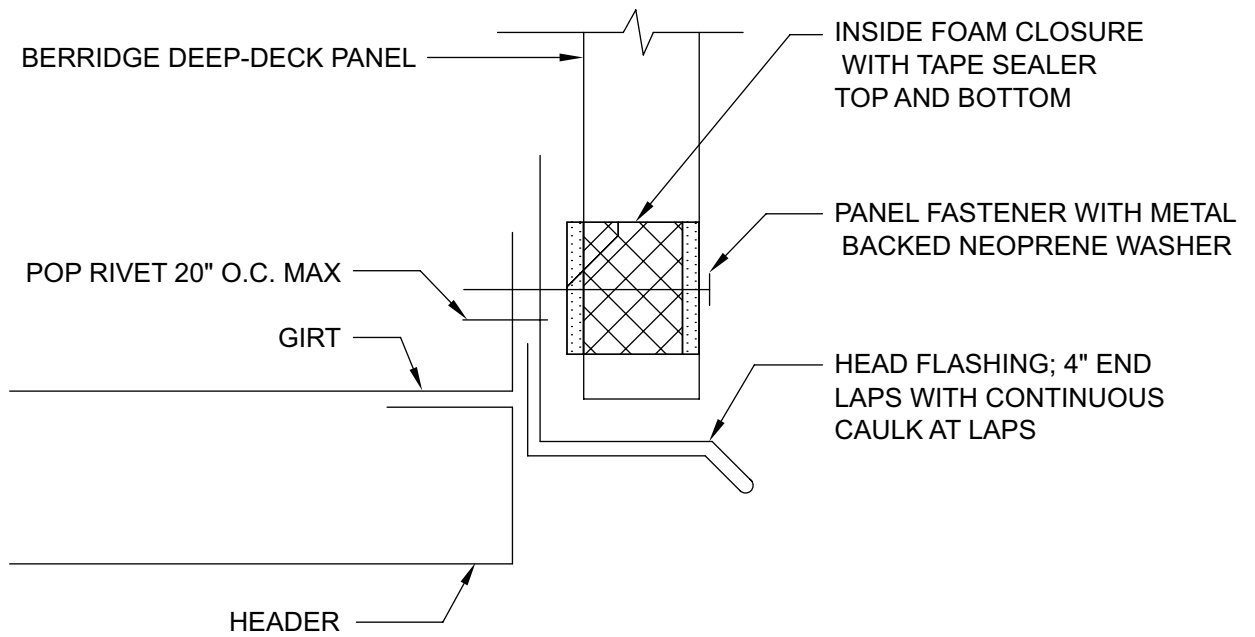 BERRIDGE DEEP-DECK PANEL
INSIDE FOAM CLOSURE
WITH TAPE SEALER
TOP AND BOTTOM
PANEL FASTENER WITH METAL
BACKED NEOPRENE WASHER
POP RIVET 20" O.C. MAX
GIRT
HEAD FLASHING; 4" END
LAPS WITH CONTINUOUS
CAULK AT LAPS
HEADER